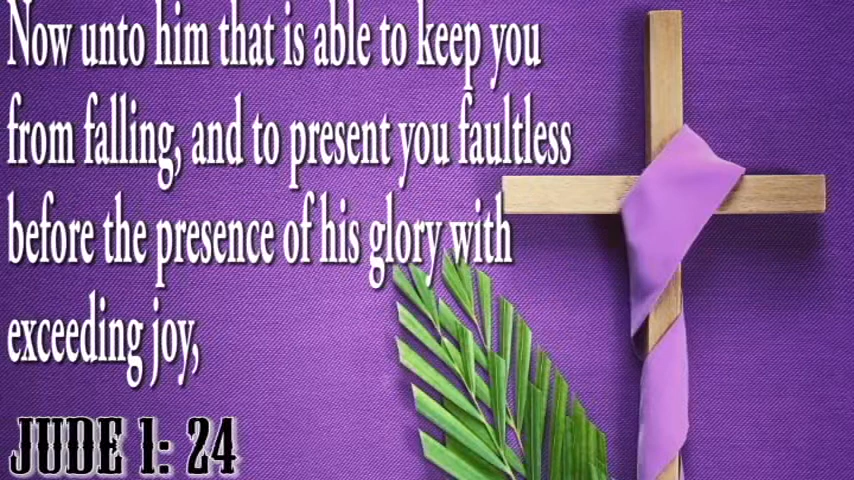 Now unto him that is able to keep you
from falling, and to present you faultless
before the presence of his glory with
exceeding joy,
JUDE 1: 24